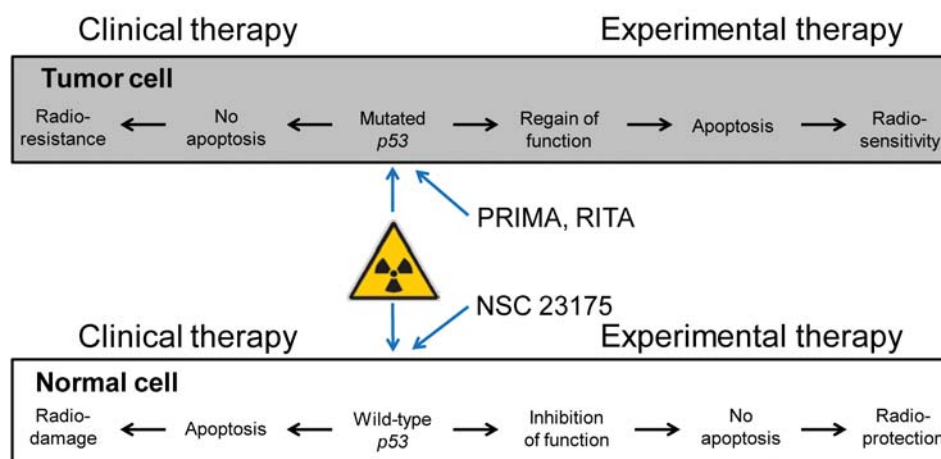 Clinical therapy Experimental therapy
Tumor cell
Radio- No Mutated Regain of Apoptosis Radio-
resistance apoptosis p53 function sensitivity
PRIMA, RITA
NSC 23175
Clinical therapy Experimental therapy
Normal cell
Radio- Apoptosis Wild-type Inhibition No Radio-
damage p53 of function apoptosis protection